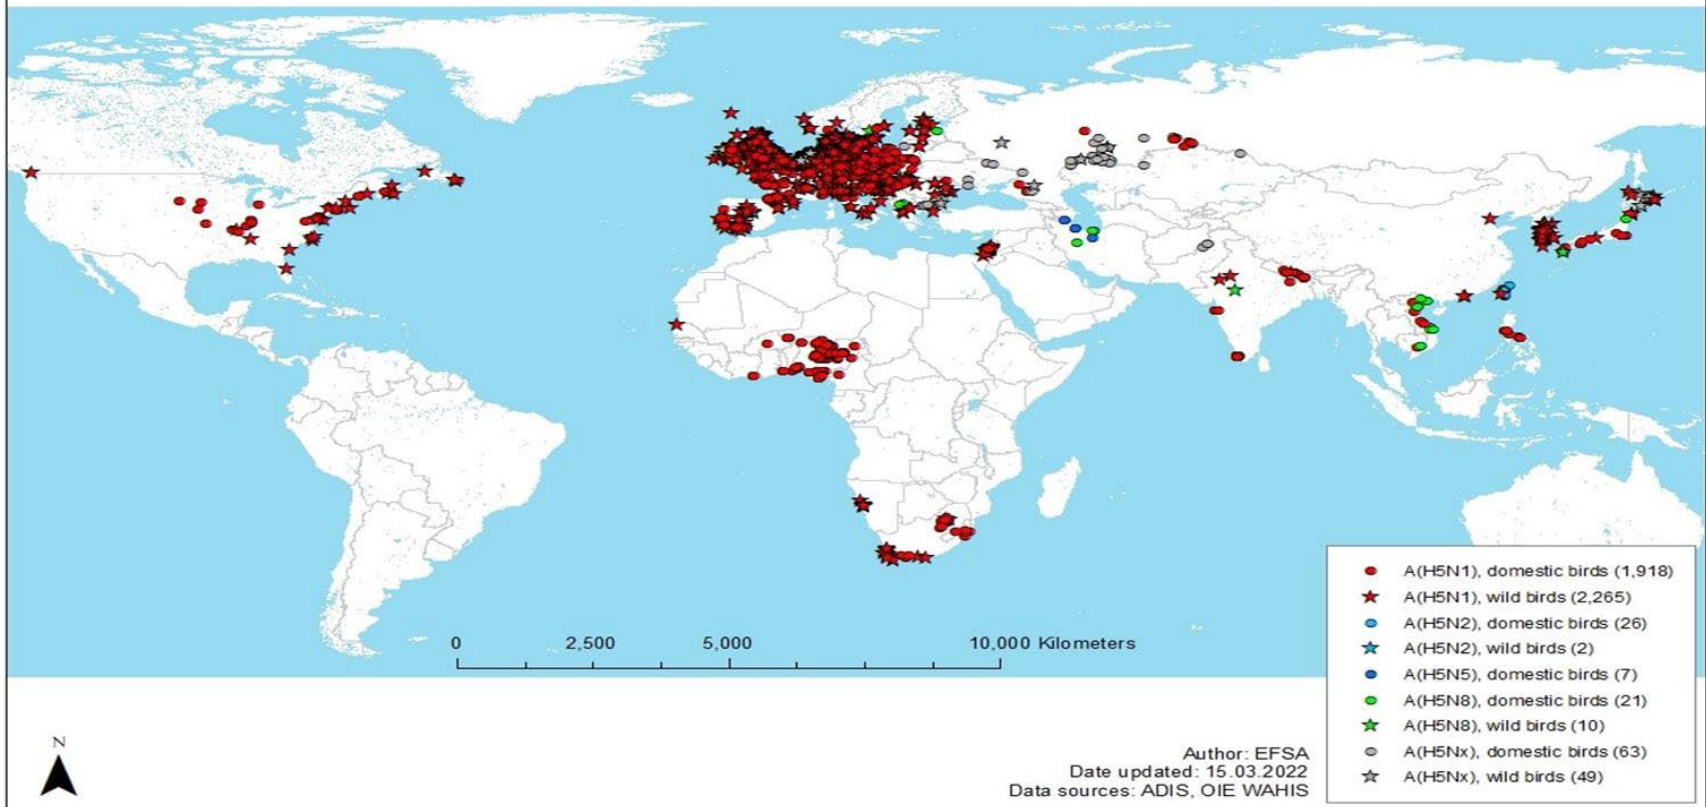 0 2,500 5,000 10,000 Kilometers
A(H5N1), domestic birds (1,918)
A(H5N1), wild birds (2,265)
A(H5N2), domestic birds (26)
A(H5N2), wild birds (2)
A(H5N5), domestic birds (7)
A(H5N8), domestic birds (21)
A(H5N8), wild birds (10)
A(H5Nx), domestic birds (63)
A(H5Nx), wild birds (49)
N
Author: EFSA
Date updated: 15.03.2022
Data sources: ADIS, OIE WAHIS